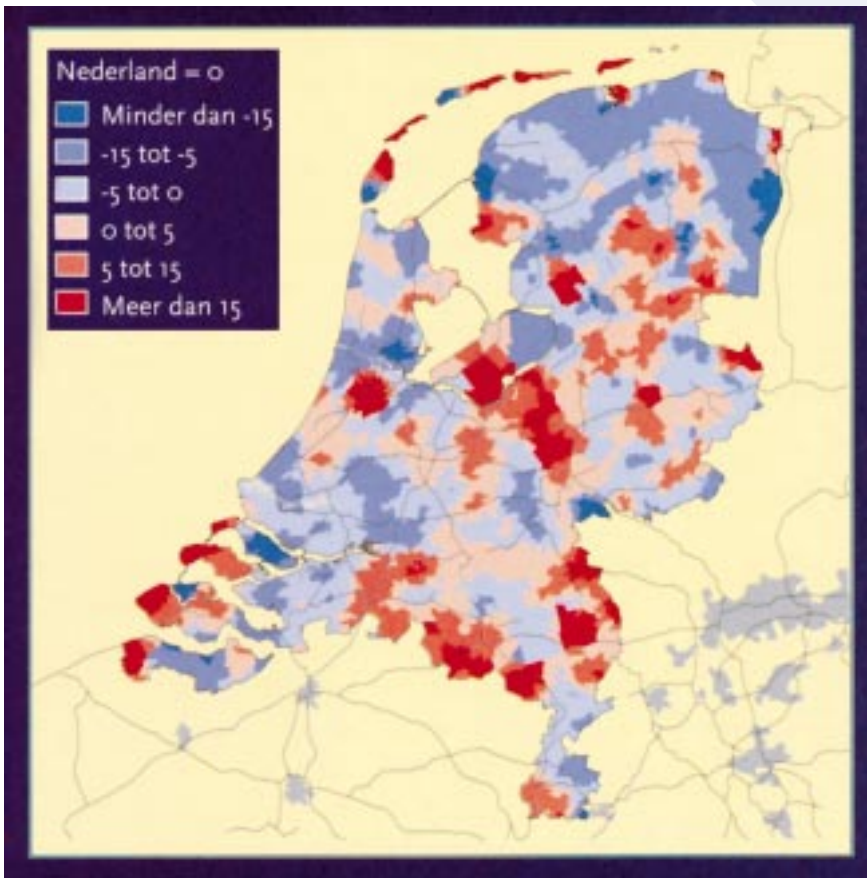 Nederland = 0
Minder dan -15
-15 tot -5
-5 tot 0
0 tot 5
5 tot 15
Meer dan 15